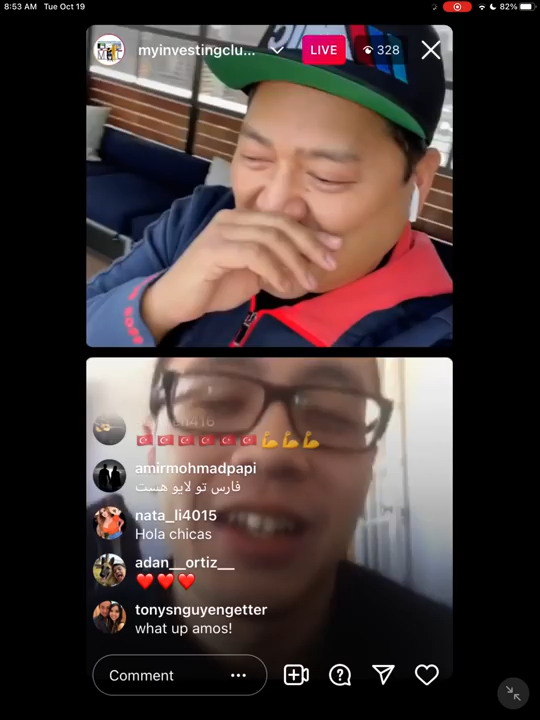 8:53 AM Tue Oct 19
82%
myinvestingclu...
LIVE
328
🇹🇷🇹🇷🇹🇷🇹🇷🇹🇷🇹🇷💪💪💪
amirmohmadpapi
فارس تو لایو هست
nata_li4015
Hola chicas
adan__ortiz__
❤️❤️❤️
tonysnguyengetter
what up amos!
Comment